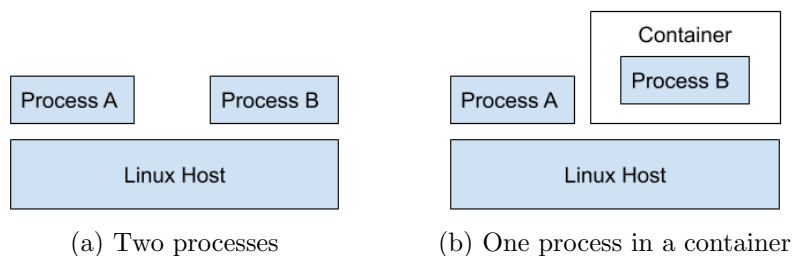 Process A
Process B
Linux Host
(a) Two processes
Container
Process B
Process A
Linux Host
(b) One process in a container